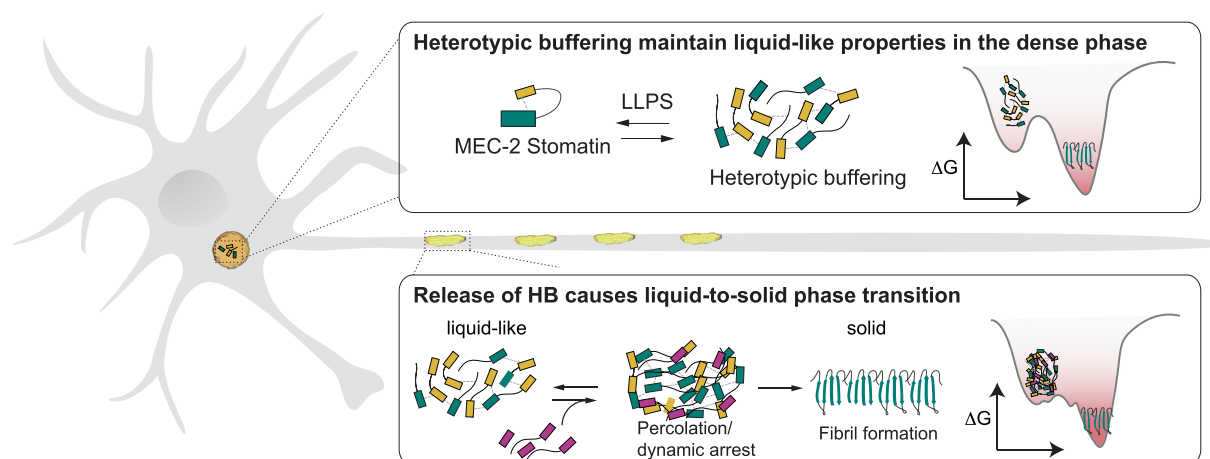 Heterotypic buffering maintain liquid-like properties in the dense phase
LLPS
MEC-2 Stomatin
Heterotypic buffering
ΔG
Release of HB causes liquid-to-solid phase transition
liquid-like
solid
Percolation/
dynamic arrest
Fibril formation
ΔG